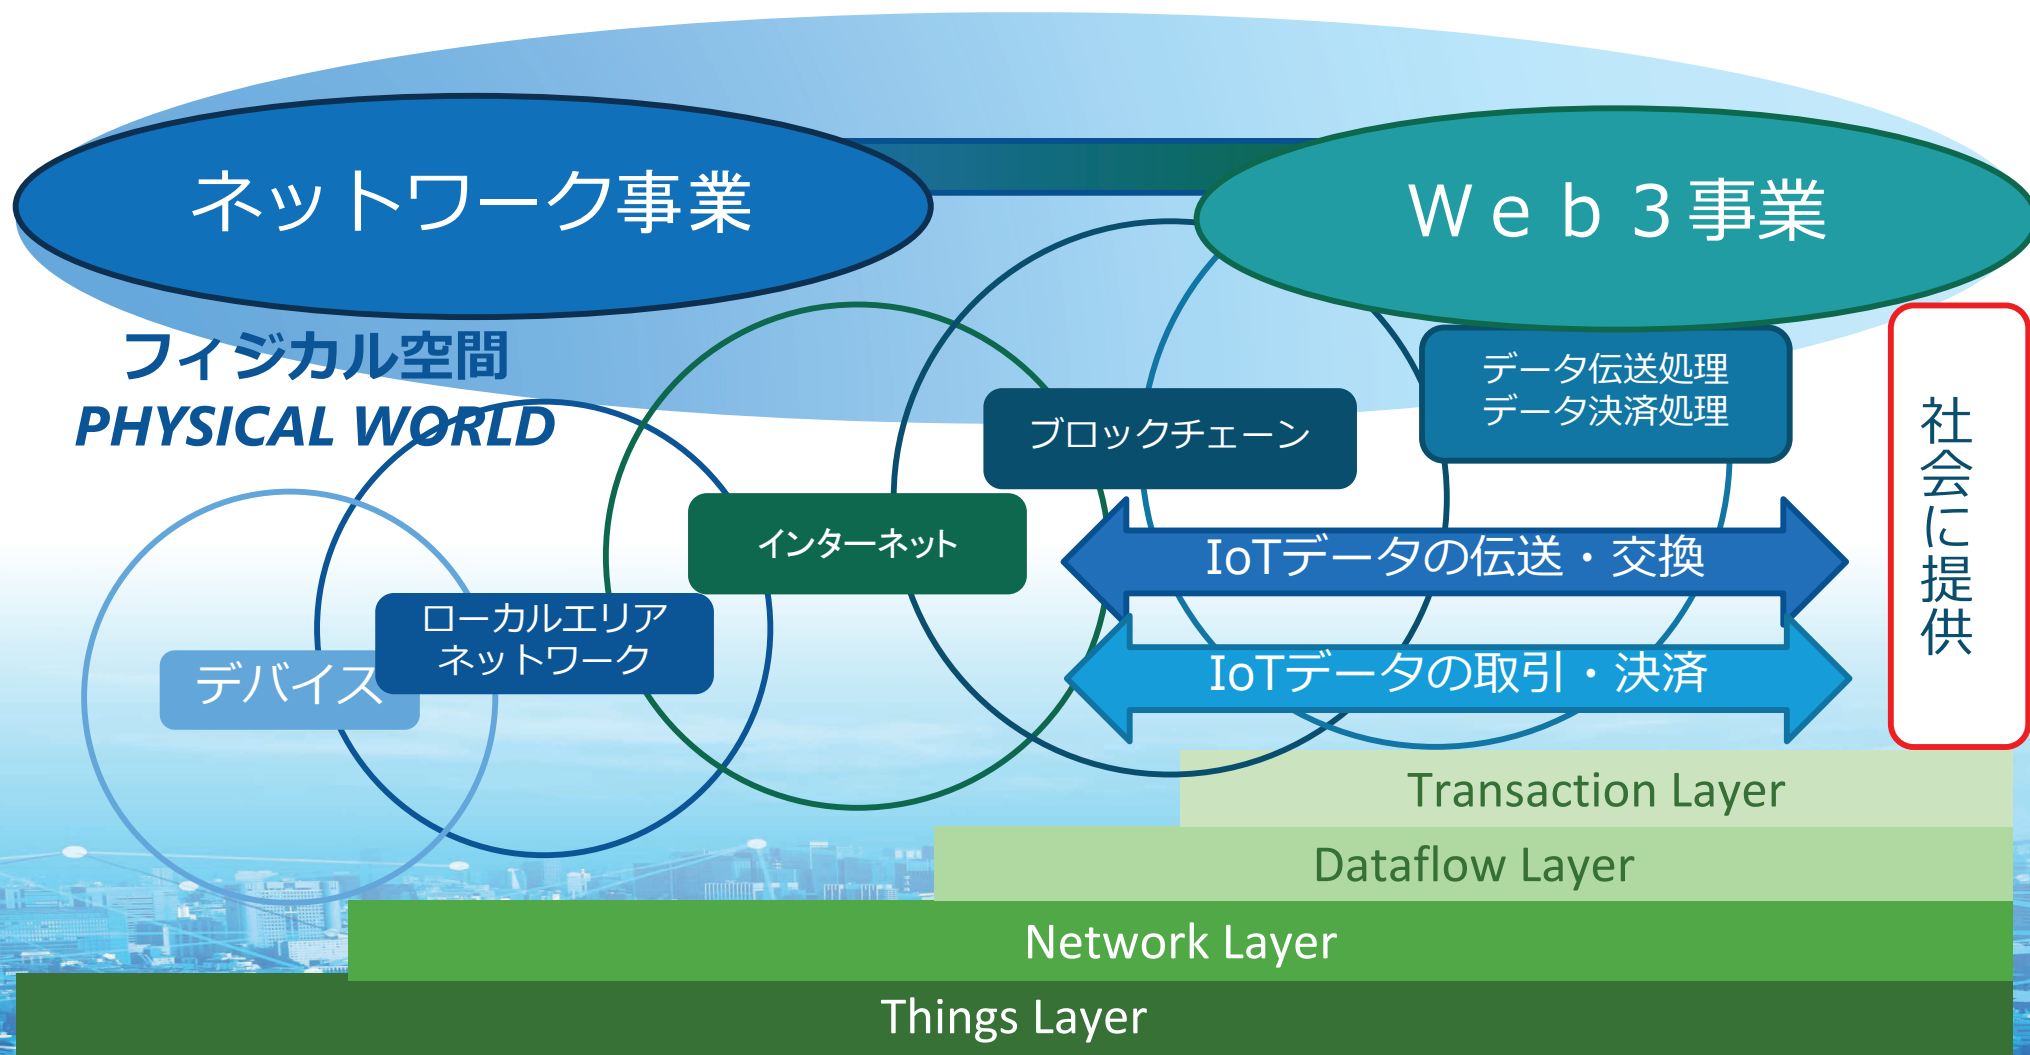 ネットワーク事業
Ｗｅｂ３事業
フィジカル空間
PHYSICAL WORLD
データ伝送処理
データ決済処理
ブロックチェーン
インターネット
ローカルエリア
ネットワーク
デバイス
IoTデータの伝送・交換
IoTデータの取引・決済
社会に提供
Transaction Layer
Dataflow Layer
Network Layer
Things Layer